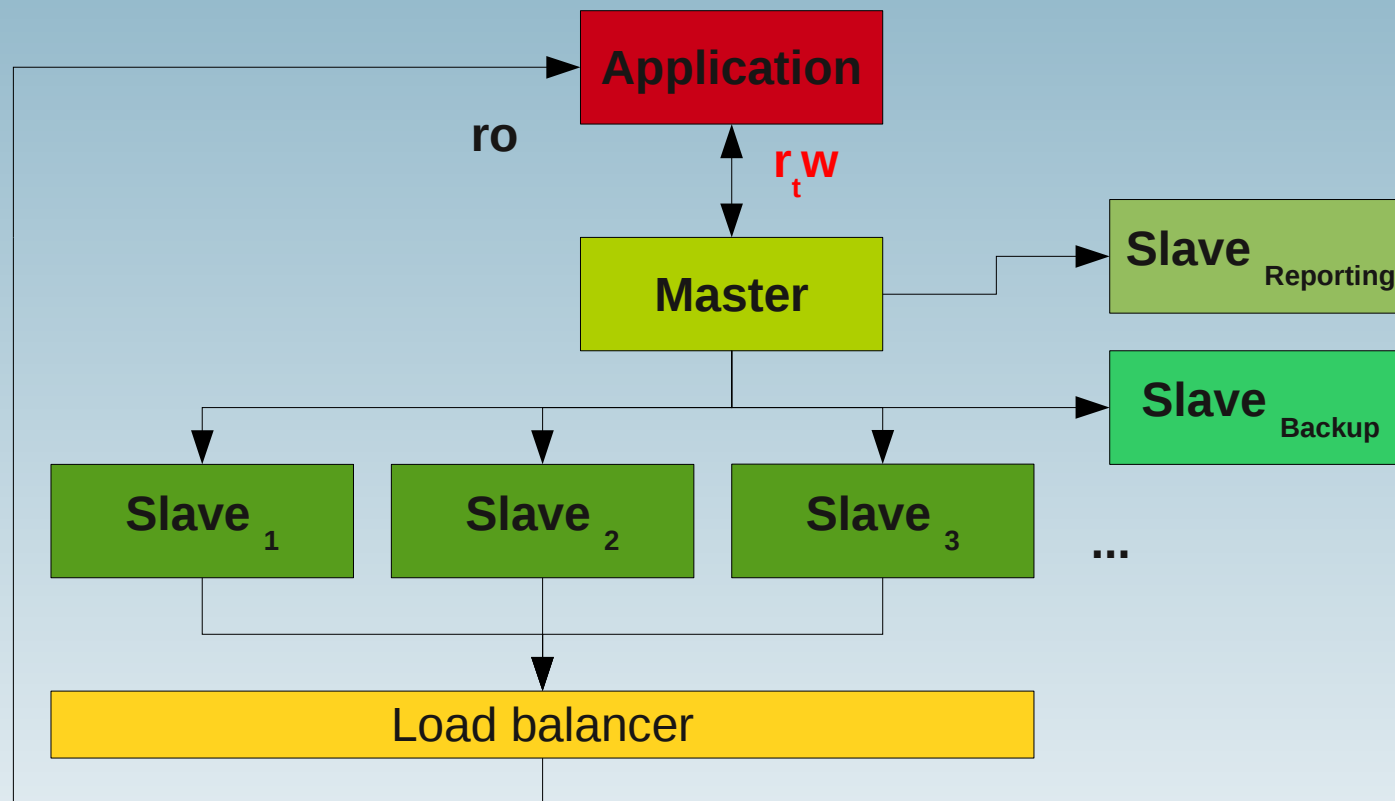 Application
ro
rtw
Master
Slave Reporting
Slave Backup
Slave 1
Slave 2
Slave 3
...
Load balancer